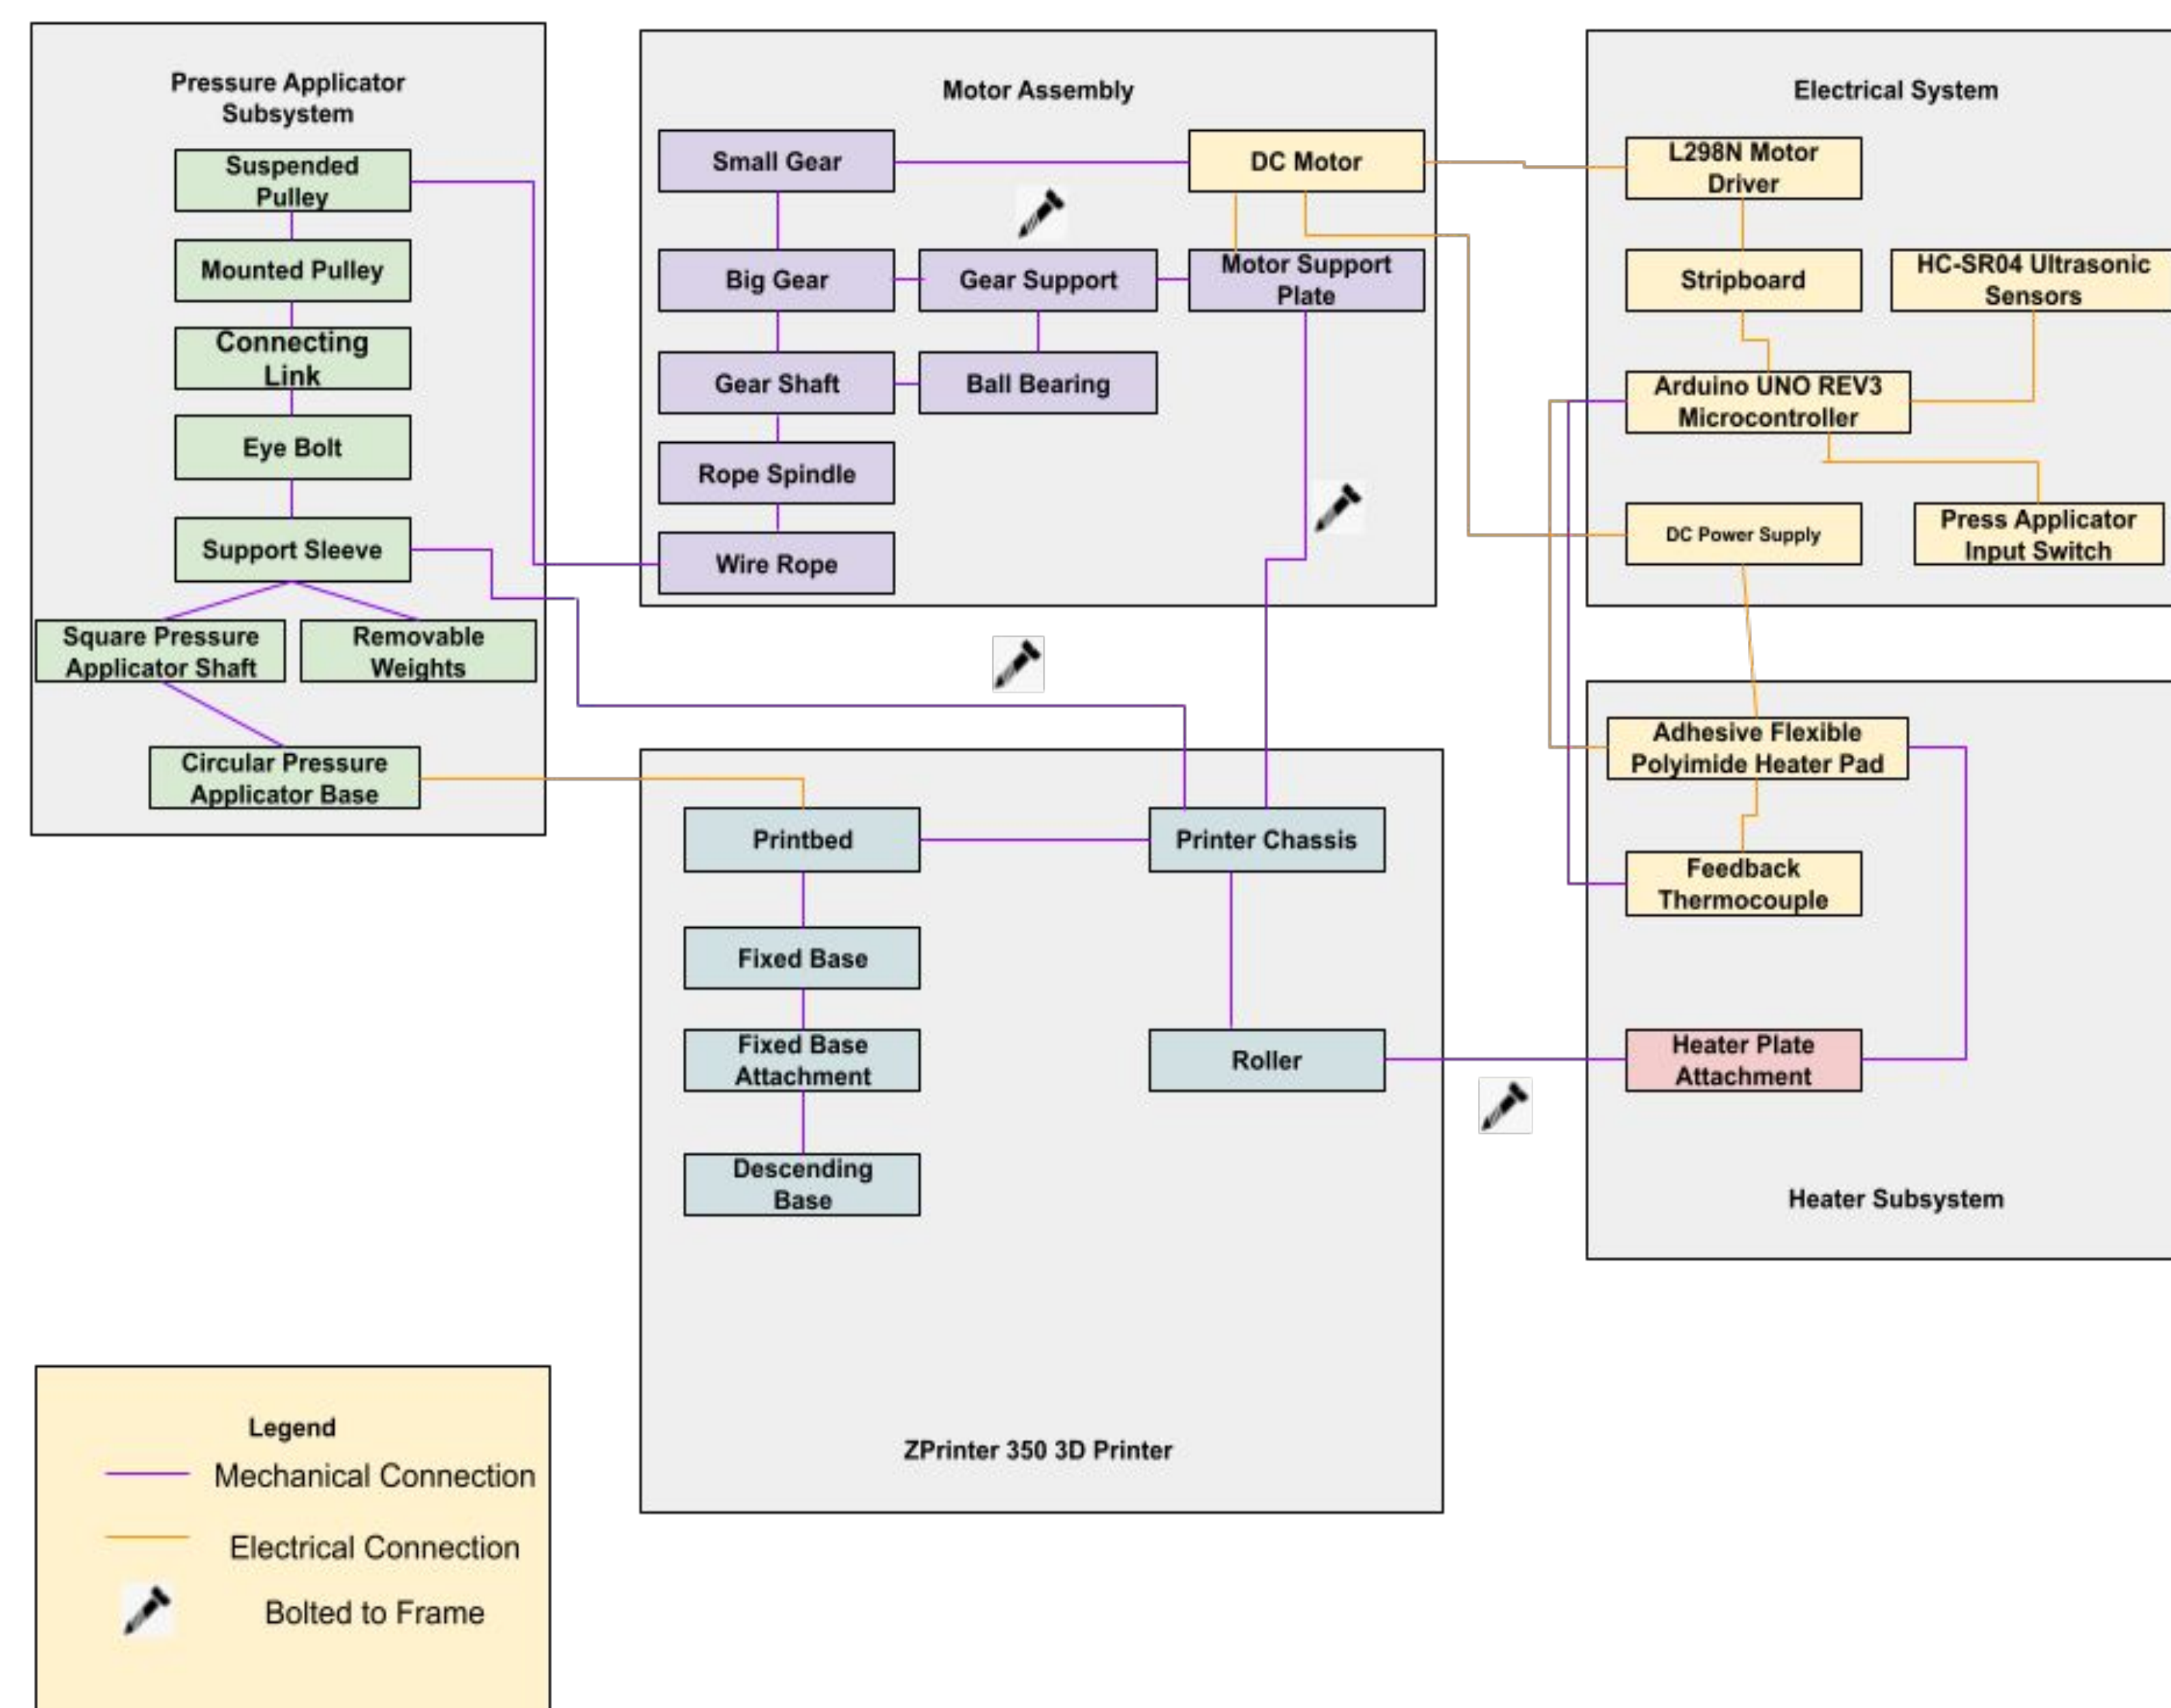 Pressure Applicator
Subsystem
Suspended
Pulley
Mounted Pulley
Connecting
Link
Eye Bolt
Support Sleeve
Square Pressure
Applicator Shaft
Removable
Weights
Circular Pressure
Applicator Base
Motor Assembly
Small Gear
DC Motor
Big Gear
Gear Support
Motor Support
Plate
Gear Shaft
Ball Bearing
Rope Spindle
Wire Rope
Electrical System
L298N Motor
Driver
Stripboard
HC-SR04 Ultrasonic
Sensors
Arduino UNO REV3
Microcontroller
DC Power Supply
Press Applicator
Input Switch
Printbed
Printer Chassis
Fixed Base
Fixed Base
Attachment
Roller
Descending
Base
ZPrinter 350 3D Printer
Adhesive Flexible
Polyimide Heater Pad
Feedback
Thermocouple
Heater Plate
Attachment
Heater Subsystem
Legend
Mechanical Connection
Electrical Connection
Bolted to Frame